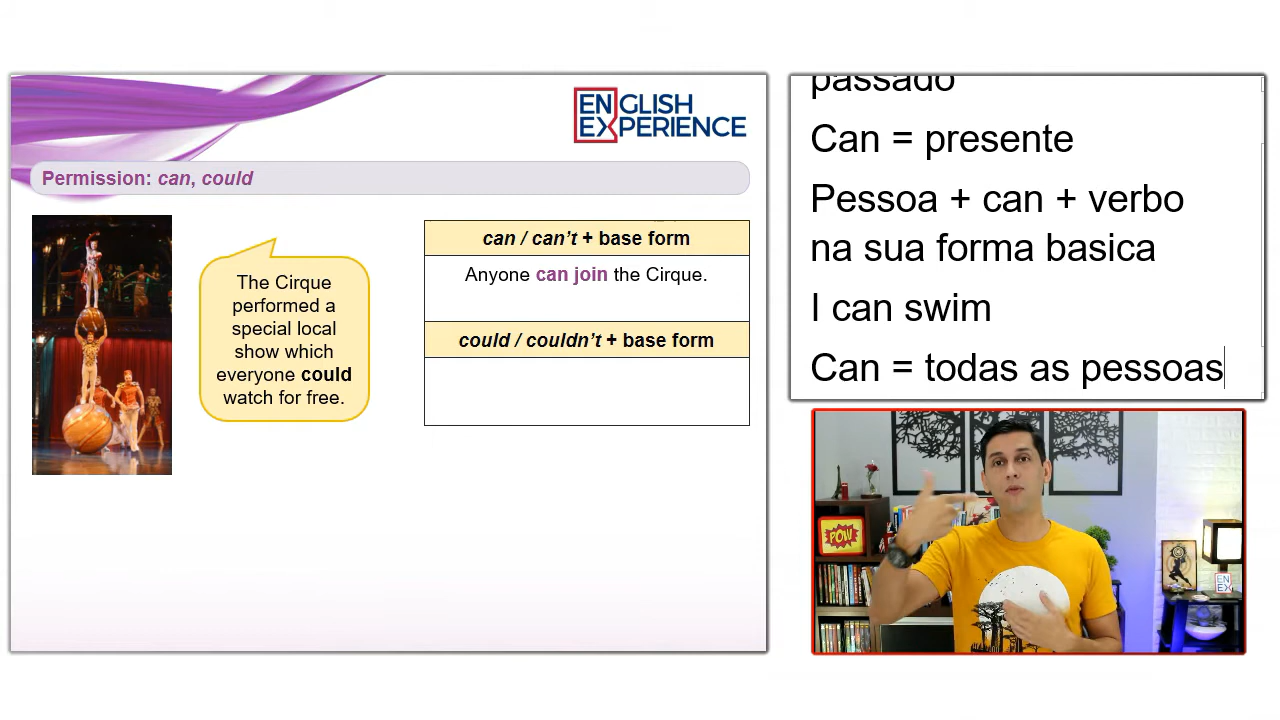 ENGLISH
EXPERIENCE
Permission: can, could
The Cirque
performed a
special local
show which
everyone could
watch for free.
can / can’t + base form
Anyone can join the Cirque.
could / couldn’t + base form
passado
Can = presente
Pessoa + can + verbo
na sua forma basica
I can swim
Can = todas as pessoas
POW
EN
EX